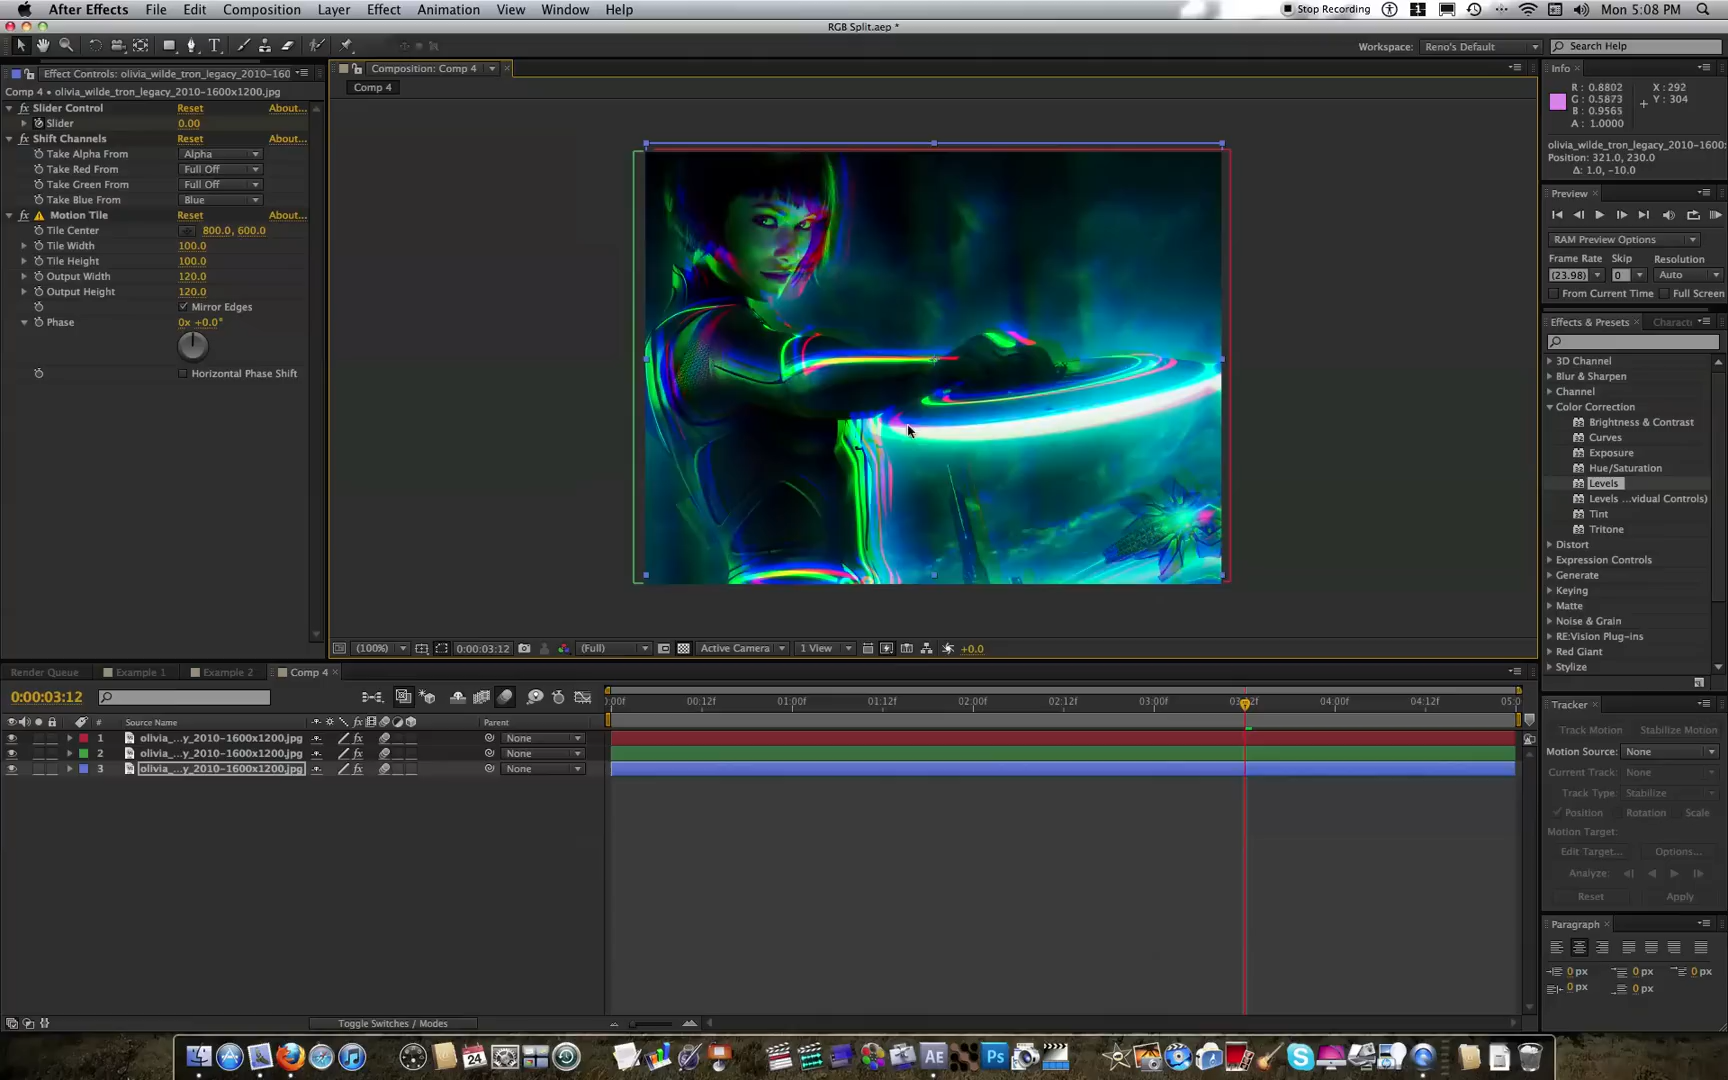 After Effects File Edit Composition Layer Effect Animation View Window Help Stop Recording Mon 5:08 PM
RGB Split.aep *
Workspace: Reno's Default Search Help
Effect Controls: olivia_wilde_tron_legacy_2010-160
Comp 4 • olivia_wilde_tron_legacy_2010-1600x1200.jpg
fx Slider Control Reset About...
Slider 0.00
fx Shift Channels Reset About...
Take Alpha From Alpha
Take Red From Full Off
Take Green From Full Off
Take Blue From Blue
fx Motion Tile Reset About...
Tile Center 800.0, 600.0
Tile Width 100.0
Tile Height 100.0
Output Width 120.0
Output Height 120.0
Mirror Edges
Phase 0x +0.0°
Horizontal Phase Shift
Composition: Comp 4
Comp 4
(100%) 0:00:03:12 (Full) Active Camera 1 View +0.0
Info
R: 0.8802 X: 292
G: 0.5873 Y: 304
B: 0.9565
A: 1.0000
olivia_wilde_tron_legacy_2010-1600:
Position: 321.0, 230.0
Δ: 1.0, -10.0
Preview
RAM Preview Options
Frame Rate Skip Resolution
(23.98) 0 Auto
From Current Time Full Screen
Effects & Presets Characte
3D Channel
Blur & Sharpen
Channel
Color Correction
Brightness & Contrast
Curves
Exposure
Hue/Saturation
Levels
Levels ...vidual Controls)
Tint
Tritone
Distort
Expression Controls
Generate
Keying
Matte
Noise & Grain
RE:Vision Plug-ins
Red Giant
Stylize
Tracker
Track Motion Stabilize Motion
Motion Source: None
Current Track: None
Track Type: Stabilize
Position Rotation Scale
Motion Target:
Edit Target... Options...
Analyze:
Reset Apply
Paragraph
0 px 0 px 0 px
0 px 0 px
Render Queue Example 1 Example 2 Comp 4
0:00:03:12
:00f 00:12f 01:00f 01:12f 02:00f 02:12f 03:00f 04:00f 04:12f 05:0
# Source Name fx Parent
1 olivia_...y_2010-1600x1200.jpg fx None
2 olivia_...y_2010-1600x1200.jpg fx None
3 olivia_...y_2010-1600x1200.jpg fx None
Toggle Switches / Modes
24 AE Ps